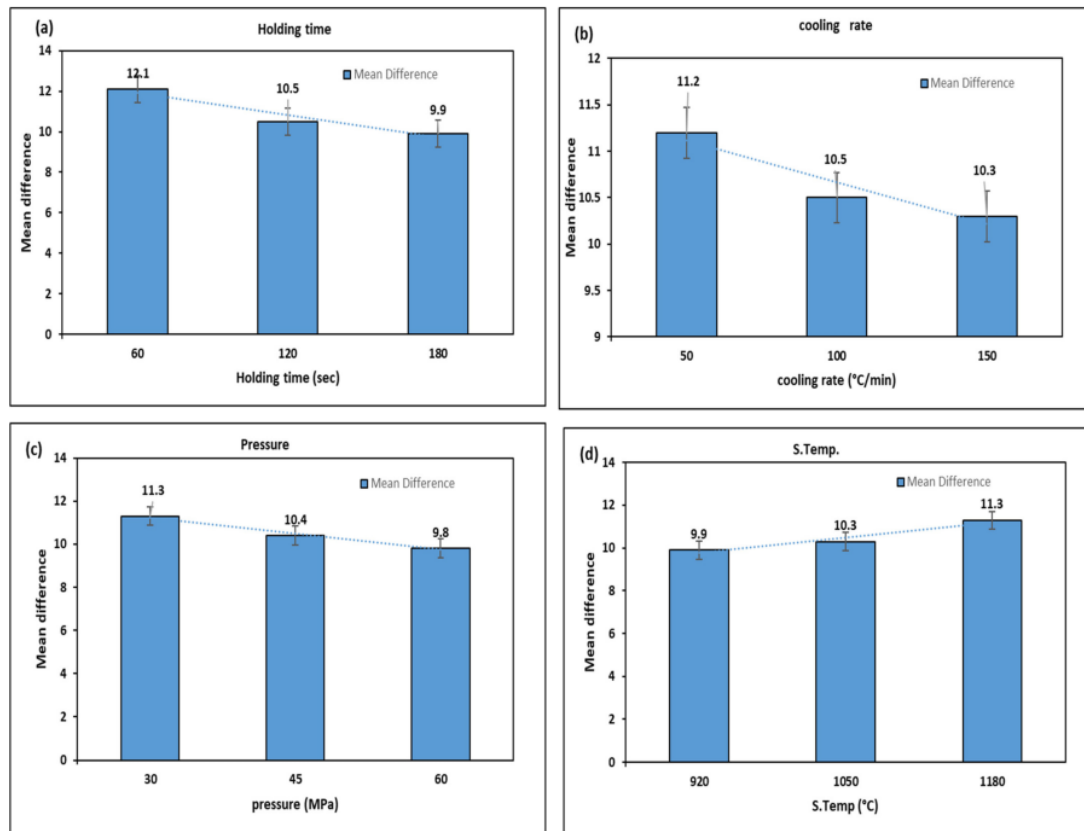 (a)
Holding time
Mean Difference
14
12
10
8
6
4
2
0
12.1
10.5
9.9
Mean difference
60 120 180
Holding time (sec)
(b)
cooling rate
Mean Difference
12
11.5
11
10.5
10
9.5
9
11.2
10.5
10.3
Mean difference
50 100 150
cooling rate (°C/min)
(c)
Pressure
Mean Difference
14
12
10
8
6
4
2
0
11.3
10.4
9.8
Mean difference
30 45 60
pressure (MPa)
(d)
S.Temp.
Mean Difference
14
12
10
8
6
4
2
0
9.9
10.3
11.3
Mean difference
920 1050 1180
S.Temp (°C)